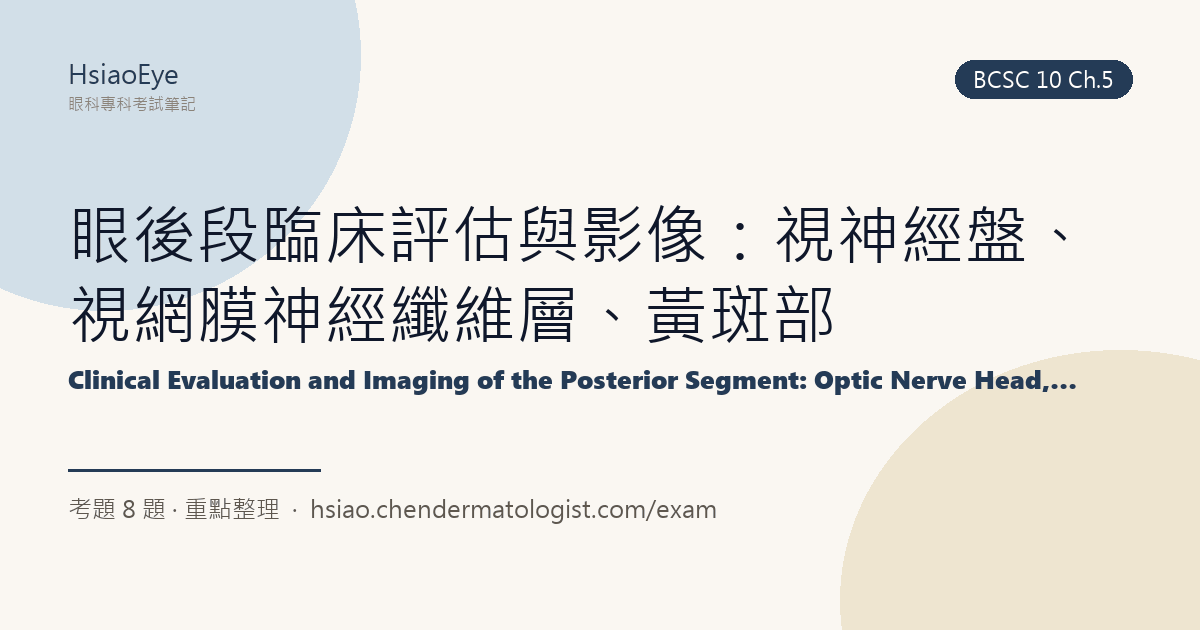 HsiaoEye
眼科專科考試筆記
BCSC 10 Ch.5
眼後段臨床評估與影像：視神經盤、
視網膜神經纖維層、黃斑部
Clinical Evaluation and Imaging of the Posterior Segment: Optic Nerve Head,...
考題 8 題 · 重點整理 · hsiao.chendermatologist.com/exam